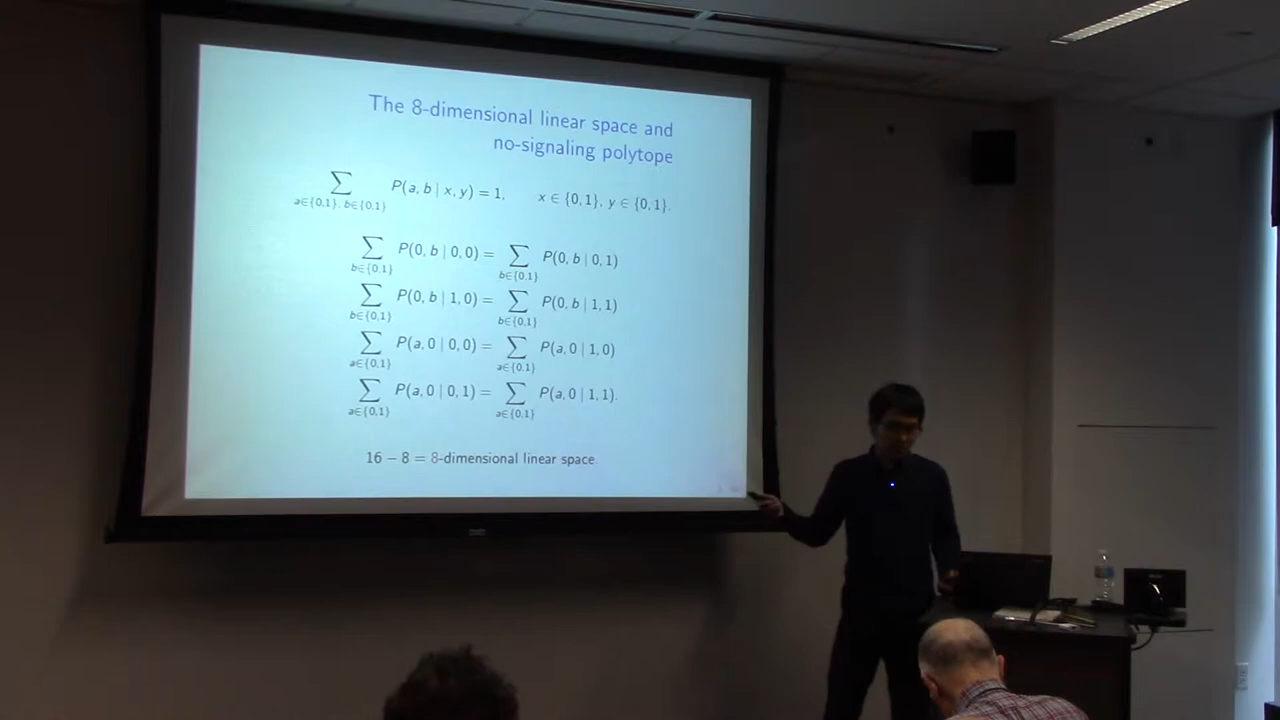 The 8-dimensional linear space and
no-signaling polytope
∑ P(a, b | x, y) = 1, x ∈ {0,1}, y ∈ {0,1}.
a∈{0,1}, b∈{0,1}
∑ P(0, b | 0, 0) = ∑ P(0, b | 0, 1)
b∈{0,1} b∈{0,1}
∑ P(0, b | 1, 0) = ∑ P(0, b | 1, 1)
b∈{0,1} b∈{0,1}
∑ P(a, 0 | 0, 0) = ∑ P(a, 0 | 1, 0)
a∈{0,1} a∈{0,1}
∑ P(a, 0 | 0, 1) = ∑ P(a, 0 | 1, 1).
a∈{0,1} a∈{0,1}
16 − 8 = 8-dimensional linear space.